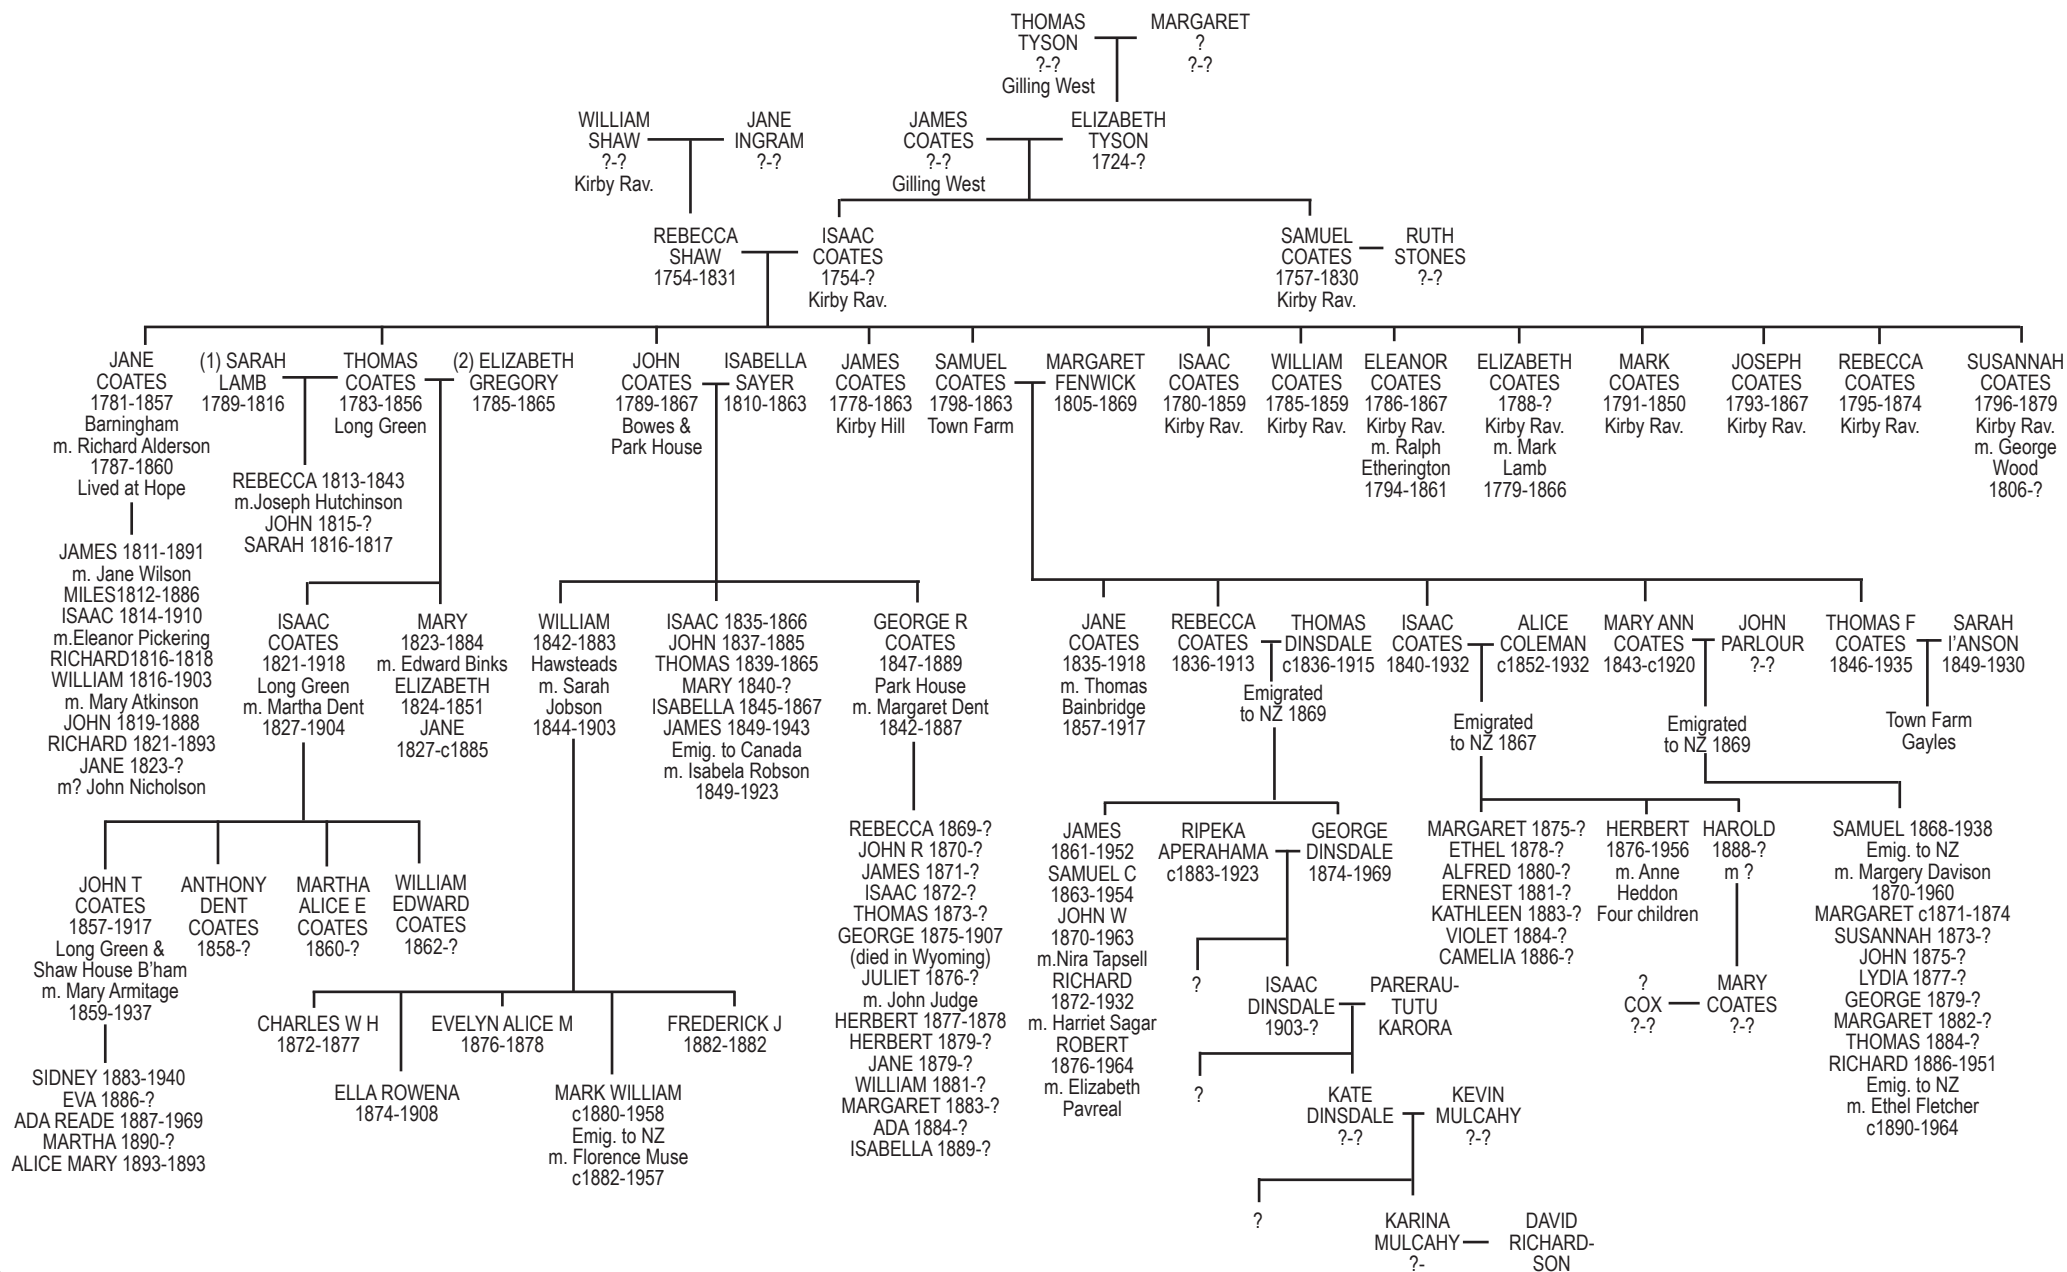 THOMAS
TYSON
?-?
Gilling West
MARGARET
?
?-?
WILLIAM
SHAW
?-?
Kirby Rav.
JANE
INGRAM
?-?
JAMES
COATES
?-?
Gilling West
ELIZABETH
TYSON
1724-?
REBECCA
SHAW
1754-1831
ISAAC
COATES
1754-?
Kirby Rav.
SAMUEL
COATES
1757-1830
Kirby Rav.
RUTH
STONES
?-?
JANE
COATES
1781-1857
Barningham
m. Richard Alderson
1787-1860
Lived at Hope
(1) SARAH
LAMB
1789-1816
THOMAS
COATES
1783-1856
Long Green
(2) ELIZABETH
GREGORY
1785-1865
JOHN
COATES
1789-1867
Bowes &
Park House
ISABELLA
SAYER
1810-1863
JAMES
COATES
1778-1863
Kirby Hill
SAMUEL
COATES
1798-1863
Town Farm
MARGARET
FENWICK
1805-1869
ISAAC
COATES
1780-1859
Kirby Rav.
WILLIAM
COATES
1785-1859
Kirby Rav.
ELEANOR
COATES
1786-1867
Kirby Rav.
m. Ralph
Etherington
1794-1861
ELIZABETH
COATES
1788-?
Kirby Rav.
m. Mark
Lamb
1779-1866
MARK
COATES
1791-1850
Kirby Rav.
JOSEPH
COATES
1793-1867
Kirby Rav.
REBECCA
COATES
1795-1874
Kirby Rav.
SUSANNAH
COATES
1796-1879
Kirby Rav.
m. George
Wood
1806-?
REBECCA 1813-1843
m.Joseph Hutchinson
JOHN 1815-?
SARAH 1816-1817
JAMES 1811-1891
m. Jane Wilson
MILES1812-1886
ISAAC 1814-1910
m.Eleanor Pickering
RICHARD1816-1818
WILLIAM 1816-1903
m. Mary Atkinson
JOHN 1819-1888
RICHARD 1821-1893
JANE 1823-?
m? John Nicholson
ISAAC
COATES
1821-1918
Long Green
m. Martha Dent
1827-1904
MARY
1823-1884
m. Edward Binks
ELIZABETH
1824-1851
JANE
1827-c1885
WILLIAM
1842-1883
Hawsteads
m. Sarah
Jobson
1844-1903
ISAAC 1835-1866
JOHN 1837-1885
THOMAS 1839-1865
MARY 1840-?
ISABELLA 1845-1867
JAMES 1849-1943
Emig. to Canada
m. Isabela Robson
1849-1923
GEORGE R
COATES
1847-1889
Park House
m. Margaret Dent
1842-1887
JANE
COATES
1835-1918
m. Thomas
Bainbridge
1857-1917
REBECCA
COATES
1836-1913
THOMAS
DINSDALE
c1836-1915
Emigrated
to NZ 1869
ISAAC
COATES
1840-1932
ALICE
COLEMAN
c1852-1932
Emigrated
to NZ 1867
MARY ANN
COATES
1843-c1920
JOHN
PARLOUR
?-?
Emigrated
to NZ 1869
THOMAS F
COATES
1846-1935
SARAH
I'ANSON
1849-1930
Town Farm
Gayles
JOHN T
COATES
1857-1917
Long Green &
Shaw House B'ham
m. Mary Armitage
1859-1937
ANTHONY
DENT
COATES
1858-?
MARTHA
ALICE E
COATES
1860-?
WILLIAM
EDWARD
COATES
1862-?
SIDNEY 1883-1940
EVA 1886-?
ADA READE 1887-1969
MARTHA 1890-?
ALICE MARY 1893-1893
CHARLES W H
1872-1877
ELLA ROWENA
1874-1908
EVELYN ALICE M
1876-1878
MARK WILLIAM
c1880-1958
Emig. to NZ
m. Florence Muse
c1882-1957
FREDERICK J
1882-1882
REBECCA 1869-?
JOHN R 1870-?
JAMES 1871-?
ISAAC 1872-?
THOMAS 1873-?
GEORGE 1875-1907
(died in Wyoming)
JULIET 1876-?
m. John Judge
HERBERT 1877-1878
HERBERT 1879-?
JANE 1879-?
WILLIAM 1881-?
MARGARET 1883-?
ADA 1884-?
ISABELLA 1889-?
JAMES
1861-1952
SAMUEL C
1863-1954
JOHN W
1870-1963
m.Nira Tapsell
RICHARD
1872-1932
m. Harriet Sagar
ROBERT
1876-1964
m. Elizabeth
Pavreal
RIPEKA
APERAHAMA
c1883-1923
GEORGE
DINSDALE
1874-1969
?
ISAAC
DINSDALE
1903-?
PARERAU-
TUTU
KARORA
?
KATE
DINSDALE
?-?
KEVIN
MULCAHY
?-?
?
KARINA
MULCAHY
?-
DAVID
RICHARD-
SON
MARGARET 1875-?
ETHEL 1878-?
ALFRED 1880-?
ERNEST 1881-?
KATHLEEN 1883-?
VIOLET 1884-?
CAMELIA 1886-?
HERBERT
1876-1956
m. Anne
Heddon
Four children
HAROLD
1888-?
m ?
?
COX
?-?
MARY
COATES
?-?
SAMUEL 1868-1938
Emig. to NZ
m. Margery Davison
1870-1960
MARGARET c1871-1874
SUSANNAH 1873-?
JOHN 1875-?
LYDIA 1877-?
GEORGE 1879-?
MARGARET 1882-?
THOMAS 1884-?
RICHARD 1886-1951
Emig. to NZ
m. Ethel Fletcher
c1890-1964